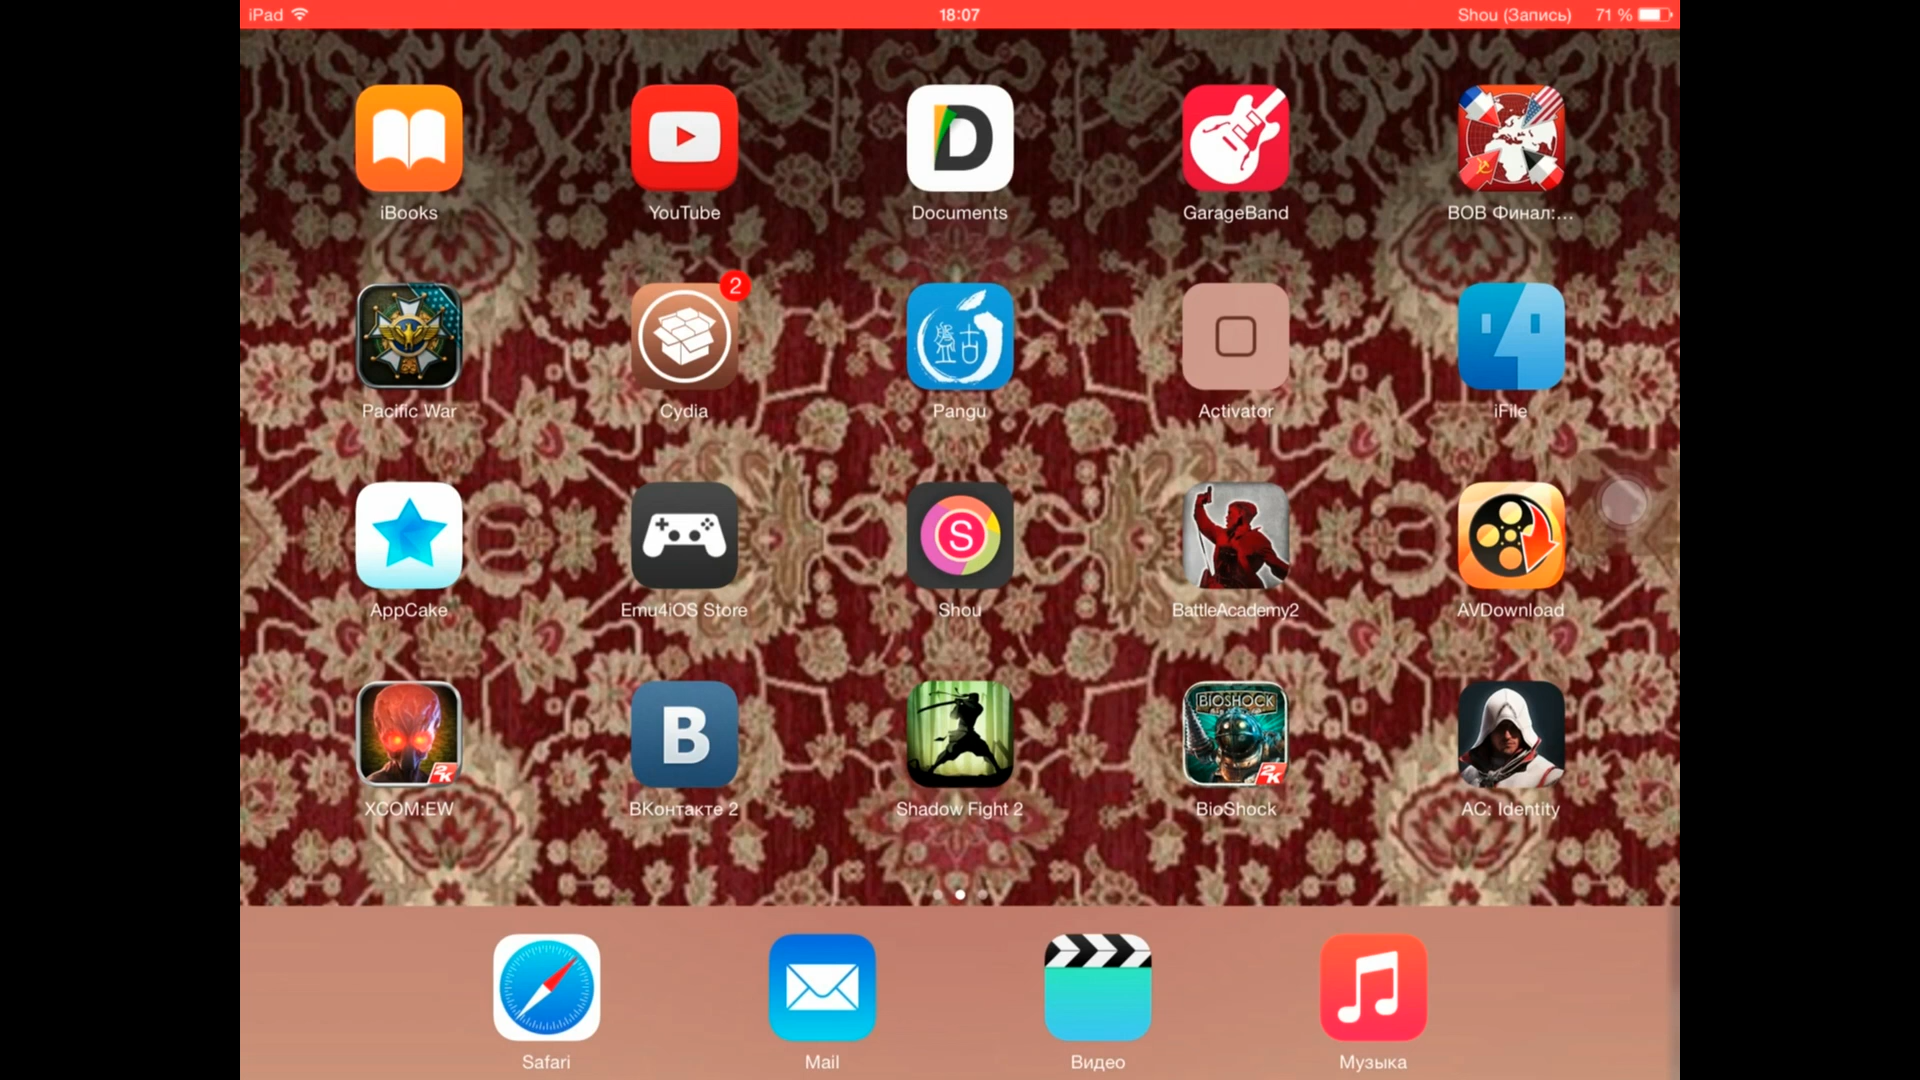 iPad 18:07 Shou (Запись) 71 %
iBooks YouTube Documents GarageBand ВОВ Финал:...
2
Pacific War Cydia Pangu Activator iFile
S
AppCake Emu4iOS Store Shou BattleAcademy2 AVDownload
BIOSHOCK
В
2K 2K
XCOM:EW ВКонтакте 2 Shadow Fight 2 BioShock AC: Identity
Safari Mail Видео Музыка